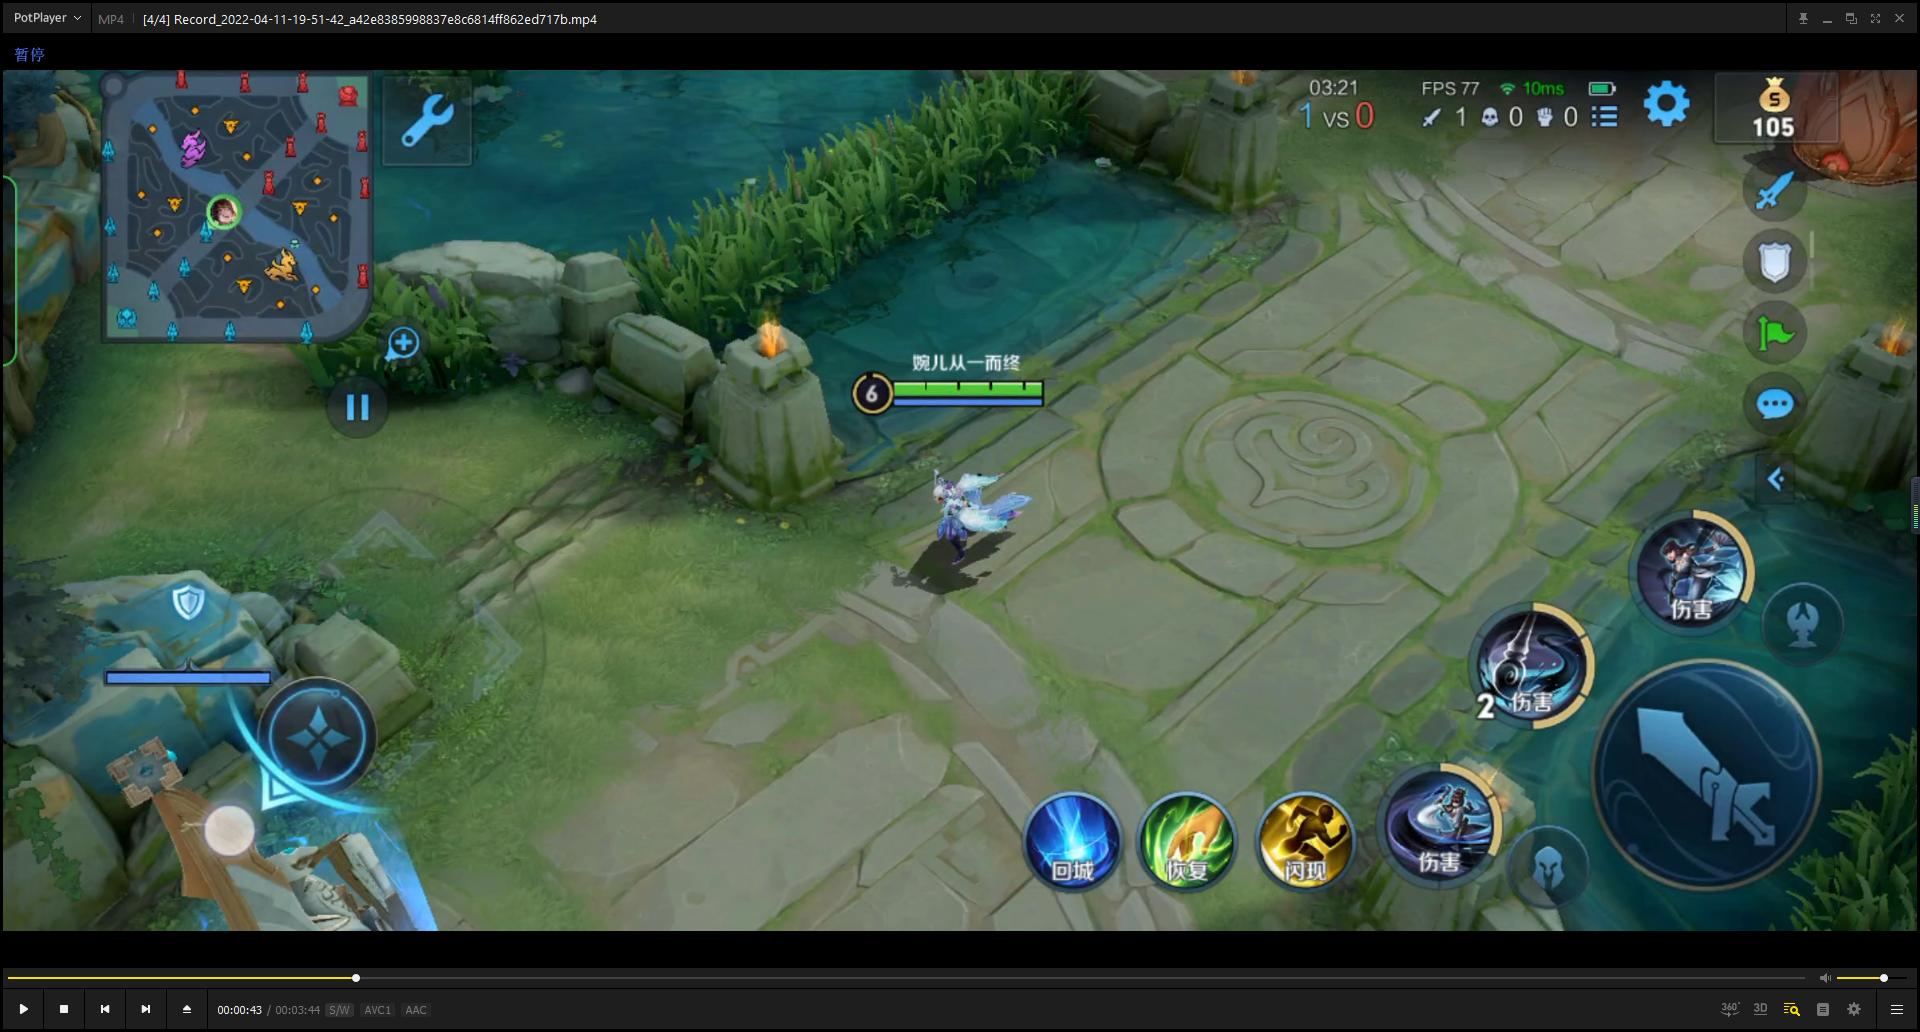 PotPlayer
MP4
[4/4] Record_2022-04-11-19-51-42_a42e8385998837e8c6814ff862ed717b.mp4
暂停
03:21
FPS 77
10ms
1 VS 0
1
0
0
105
婉儿从一而终
6
伤害
2
伤害
伤害
回城
恢复
闪现
00:00:43 / 00:03:44
S/W
AVC1
AAC
360°
3D